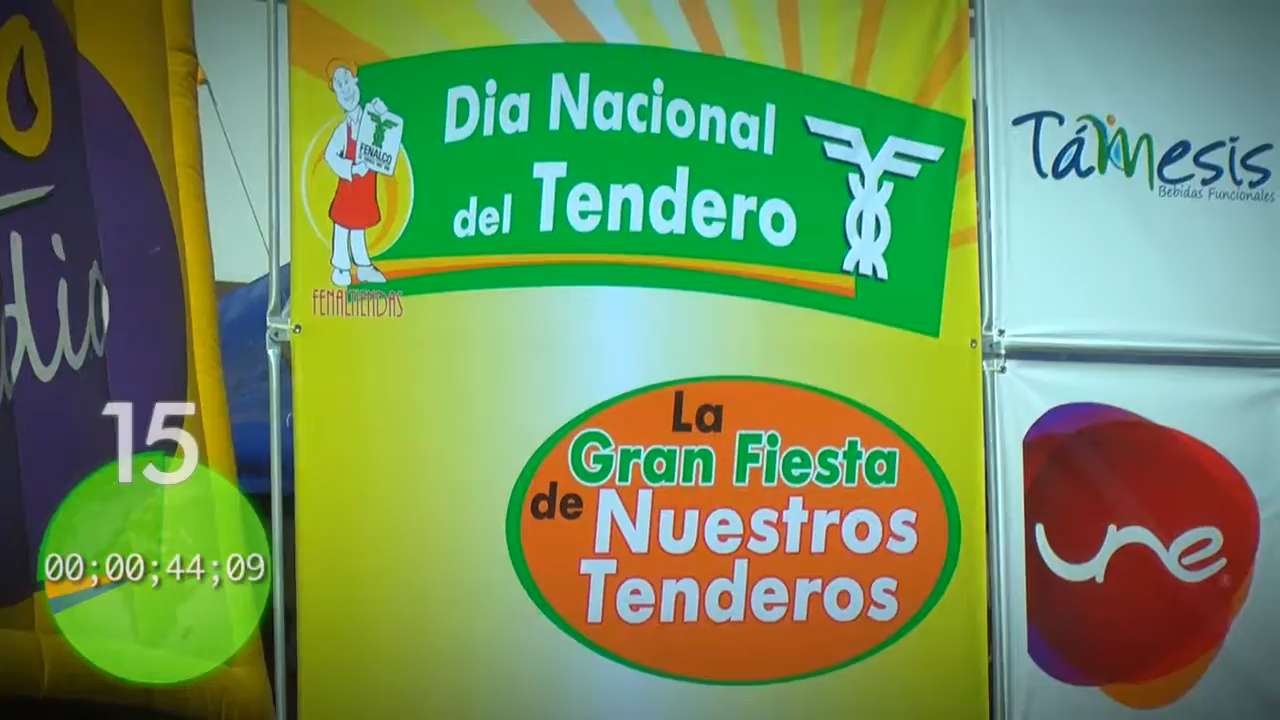 Dia Nacional
del Tendero
FENALCO
FENALTIENDAS
La
Gran Fiesta
de Nuestros
Tenderos
Támesis
Bebidas Funcionales
une
15
00;00;44;09